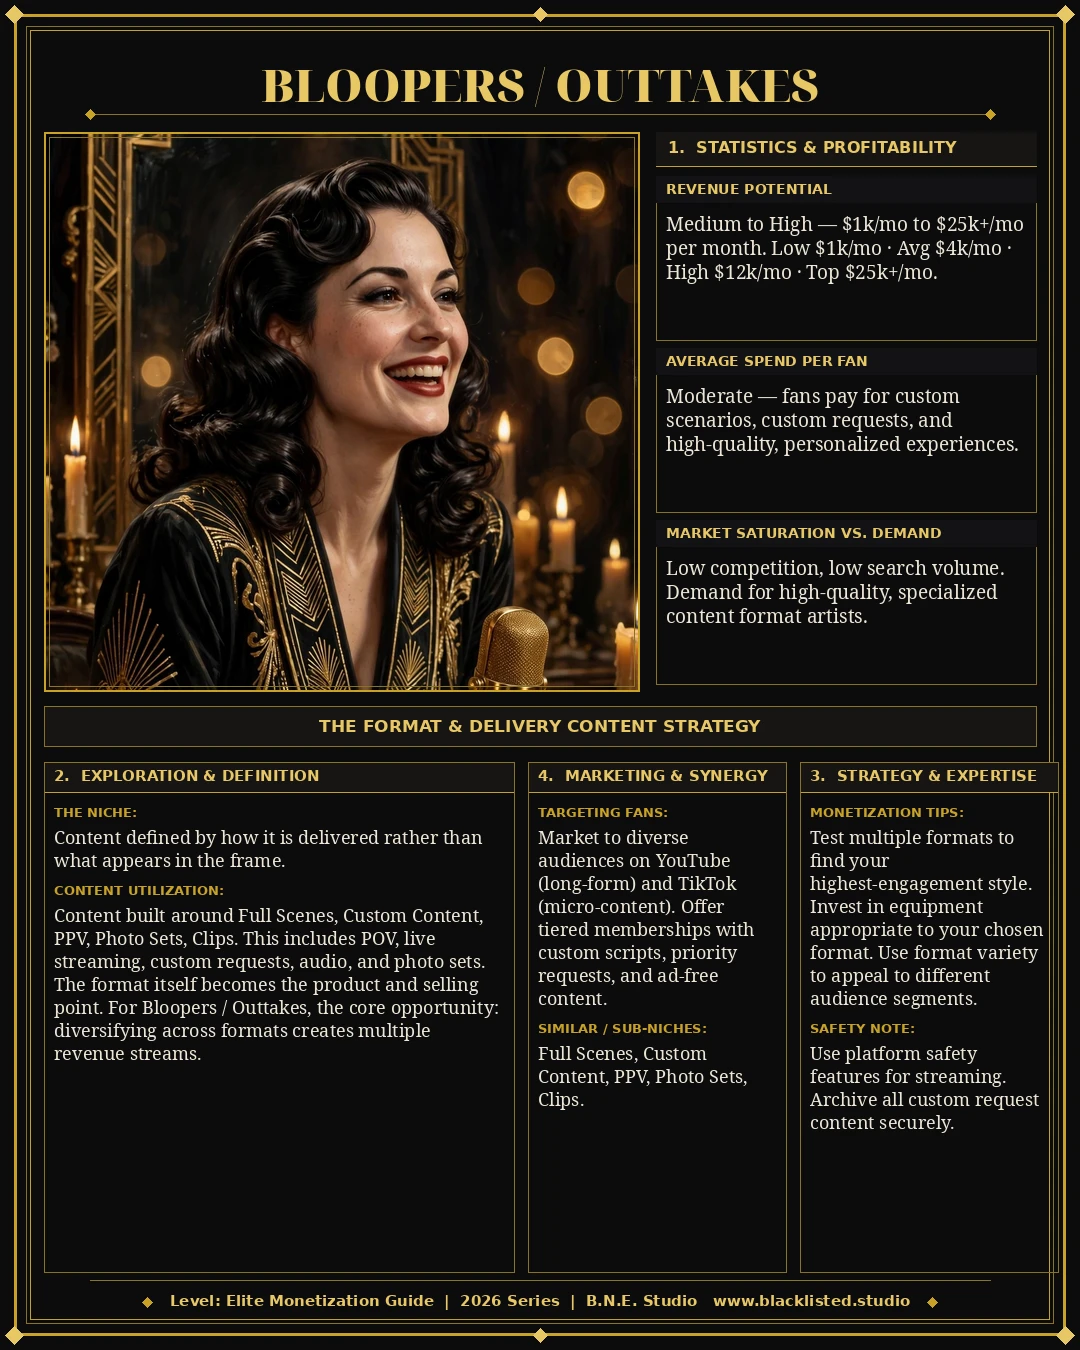 BLOOPERS / OUTTAKES
1. STATISTICS & PROFITABILITY
REVENUE POTENTIAL
Medium to High — $1k/mo to $25k+/mo
per month. Low $1k/mo · Avg $4k/mo ·
High $12k/mo · Top $25k+/mo.
AVERAGE SPEND PER FAN
Moderate — fans pay for custom
scenarios, custom requests, and
high-quality, personalized experiences.
MARKET SATURATION VS. DEMAND
Low competition, low search volume.
Demand for high-quality, specialized
content format artists.
THE FORMAT & DELIVERY CONTENT STRATEGY
2. EXPLORATION & DEFINITION
THE NICHE:
Content defined by how it is delivered rather than
what appears in the frame.
CONTENT UTILIZATION:
Content built around Full Scenes, Custom Content,
PPV, Photo Sets, Clips. This includes POV, live
streaming, custom requests, audio, and photo sets.
The format itself becomes the product and selling
point. For Bloopers / Outtakes, the core opportunity:
diversifying across formats creates multiple
revenue streams.
4. MARKETING & SYNERGY
TARGETING FANS:
Market to diverse
audiences on YouTube
(long-form) and TikTok
(micro-content). Offer
tiered memberships with
custom scripts, priority
requests, and ad-free
content.
SIMILAR / SUB-NICHES:
Full Scenes, Custom
Content, PPV, Photo Sets,
Clips.
3. STRATEGY & EXPERTISE
MONETIZATION TIPS:
Test multiple formats to
find your
highest-engagement style.
Invest in equipment
appropriate to your chosen
format. Use format variety
to appeal to different
audience segments.
SAFETY NOTE:
Use platform safety
features for streaming.
Archive all custom request
content securely.
Level: Elite Monetization Guide | 2026 Series | B.N.E. Studio www.blacklisted.studio